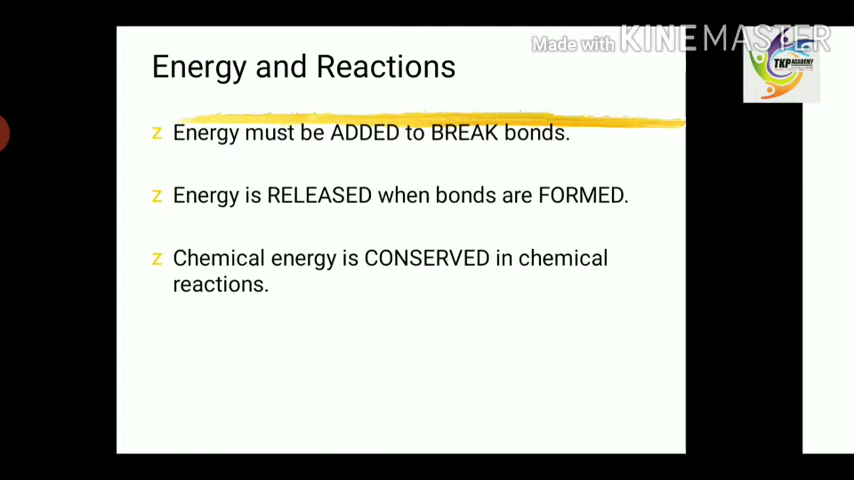 Made with KINEMASTER
Energy and Reactions
TKP ACADEMY
z Energy must be ADDED to BREAK bonds.
z Energy is RELEASED when bonds are FORMED.
z Chemical energy is CONSERVED in chemical
reactions.